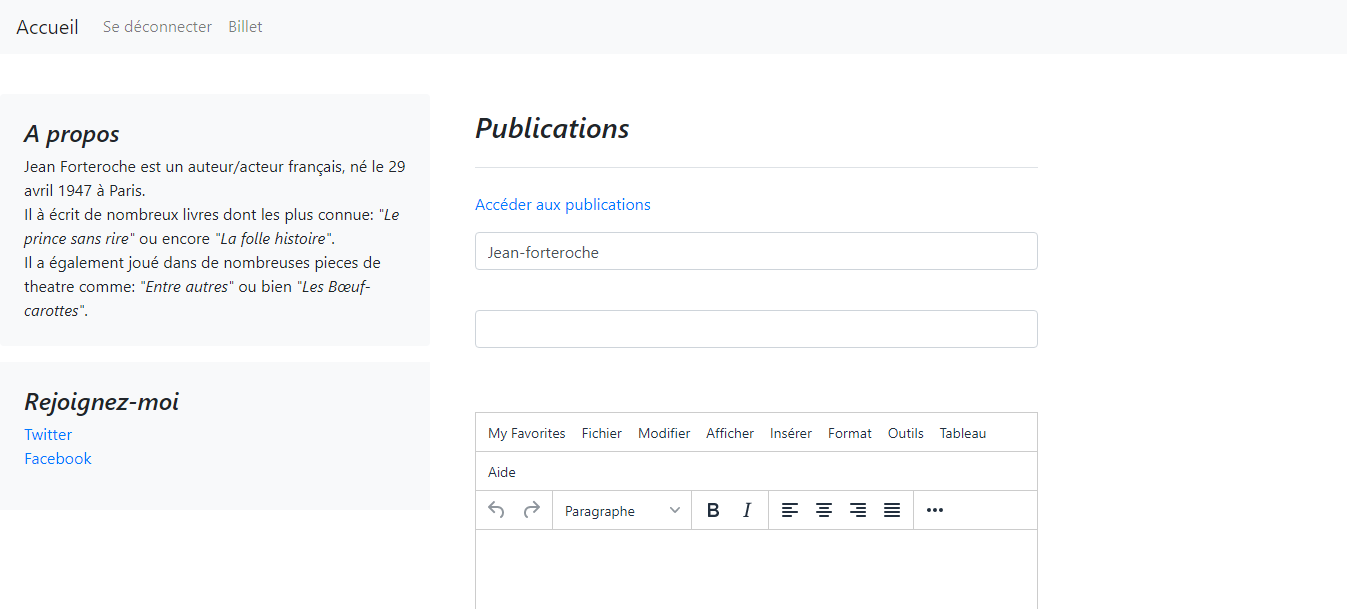 Accueil Se déconnecter Billet
A propos
Jean Forteroche est un auteur/acteur français, né le 29
avril 1947 à Paris.
Il à écrit de nombreux livres dont les plus connue: "Le
prince sans rire" ou encore "La folle histoire".
Il a également joué dans de nombreuses pieces de
theatre comme: "Entre autres" ou bien "Les Bœuf-
carottes".
Rejoignez-moi
Twitter
Facebook
Publications
Accéder aux publications
Jean-forteroche
My Favorites Fichier Modifier Afficher Insérer Format Outils Tableau
Aide
Paragraphe B I